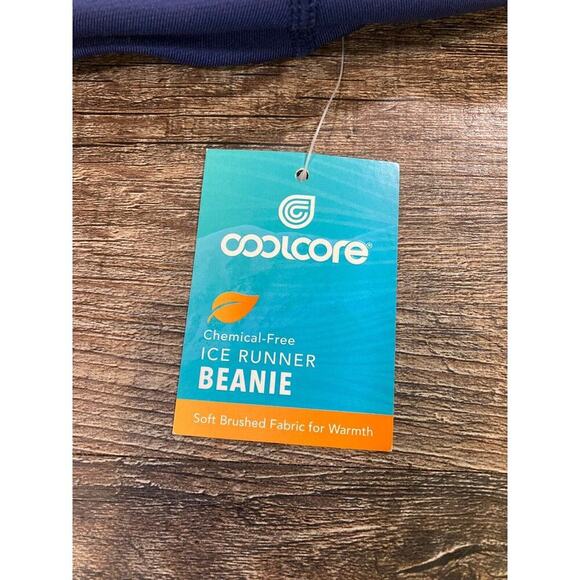 coolcore®
Chemical-Free
ICE RUNNER
BEANIE
Soft Brushed Fabric for Warmth